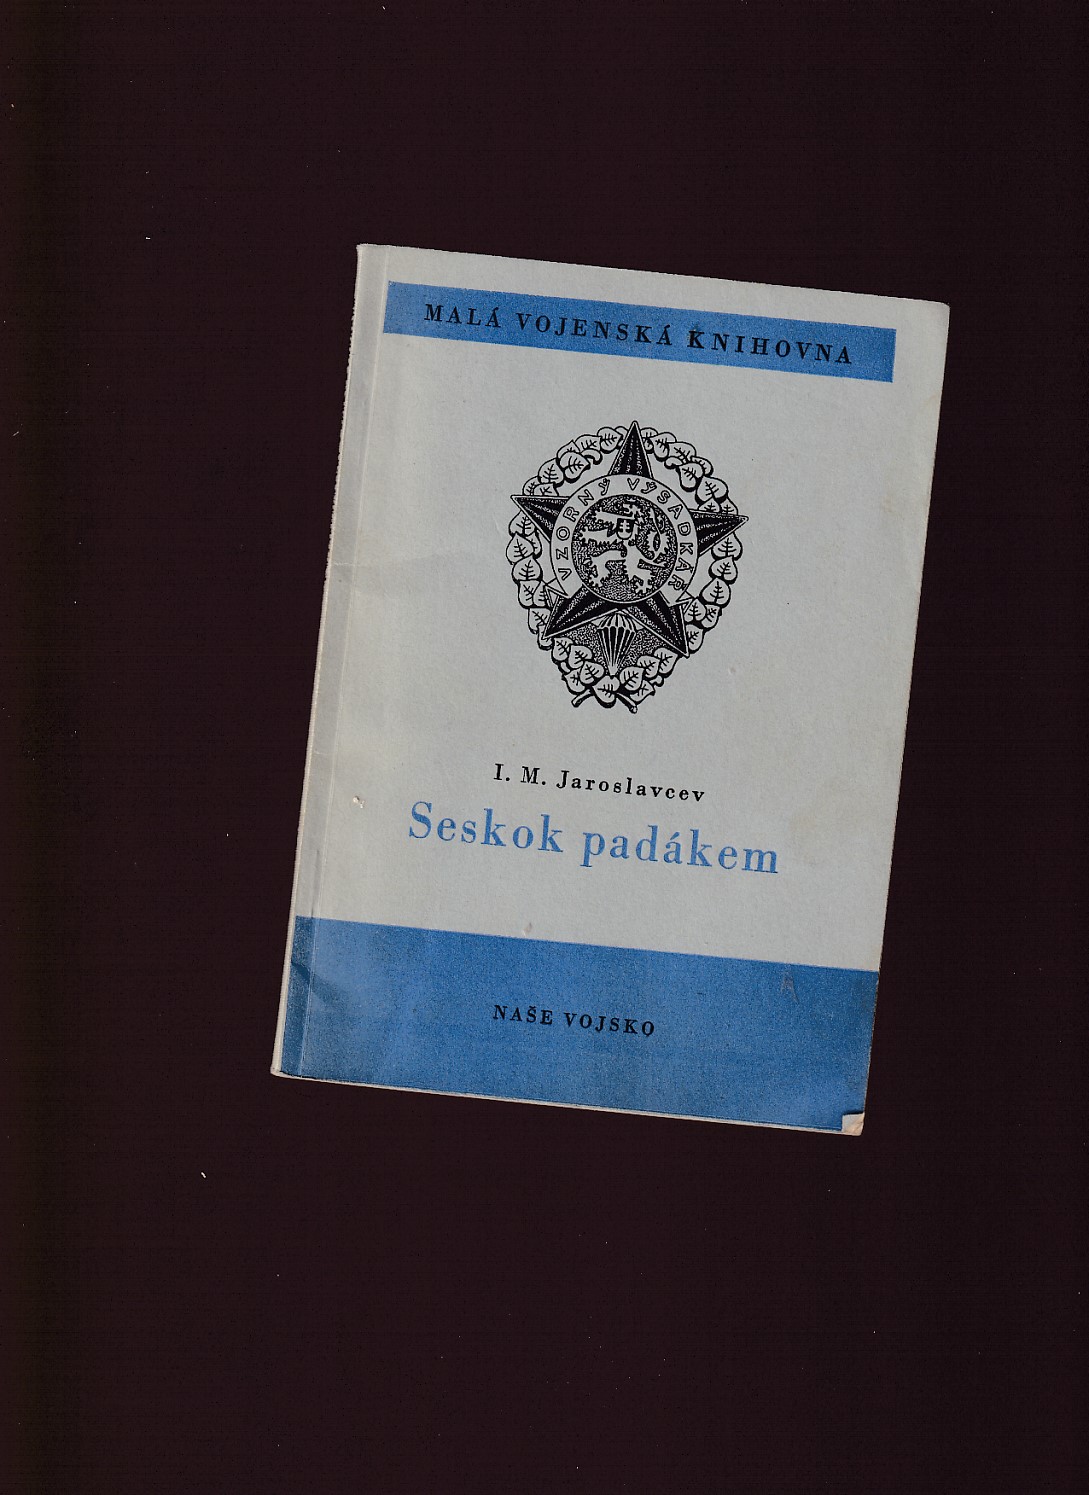 MALÁ VOJENSKÁ KNIHOVNA
VZORNÝ VÝSADKÁŘ
I. M. Jaroslavcev
Seskok padákem
NAŠE VOJSKO